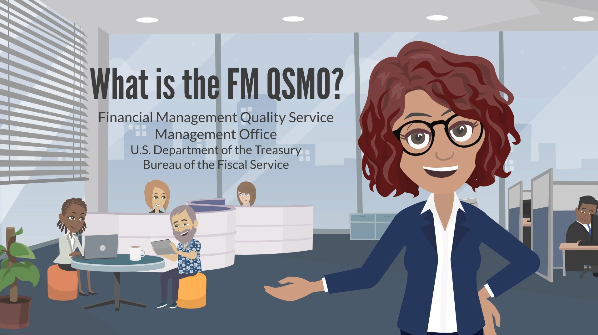 What is the FM QSMO?
Financial Management Quality Service
Management Office
U.S. Department of the Treasury
Bureau of the Fiscal Service